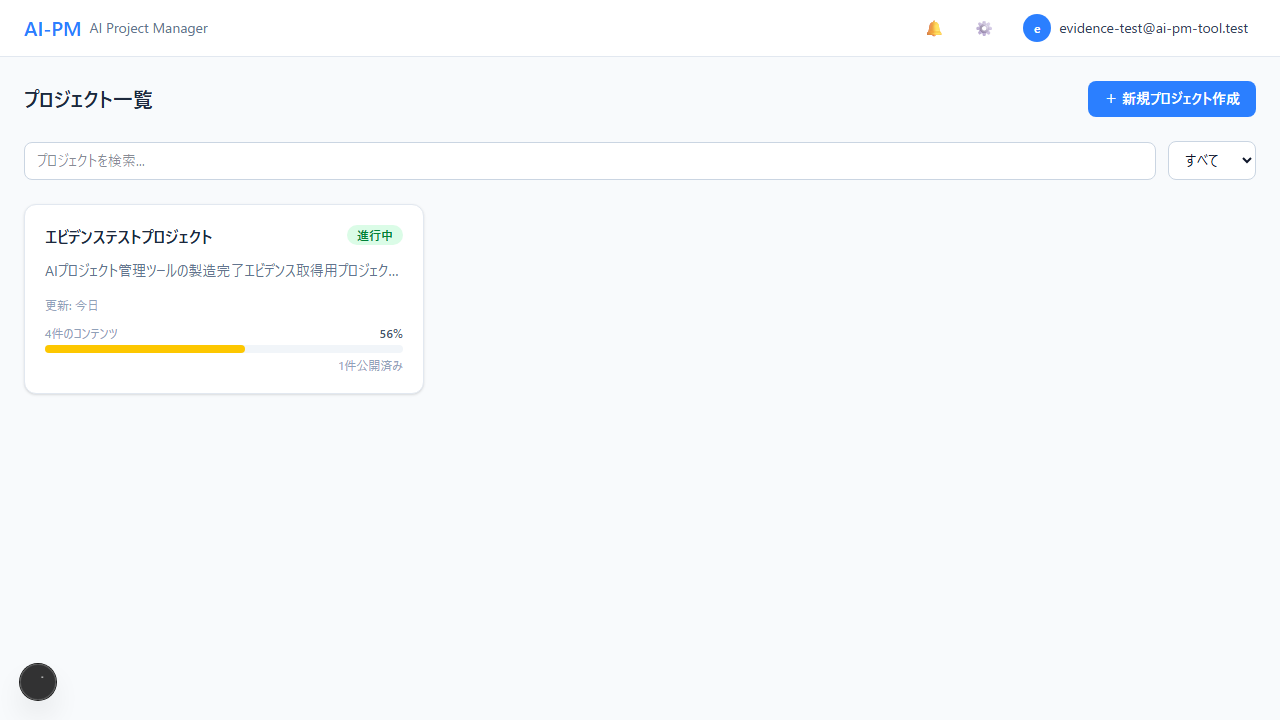 AI-PM AI Project Manager
e evidence-test@ai-pm-tool.test
プロジェクト一覧
＋ 新規プロジェクト作成
プロジェクトを検索...
すべて
エビデンステストプロジェクト
進行中
AIプロジェクト管理ツールの製造完了エビデンス取得用プロジェク...
更新: 今日
4件のコンテンツ
56%
1件公開済み